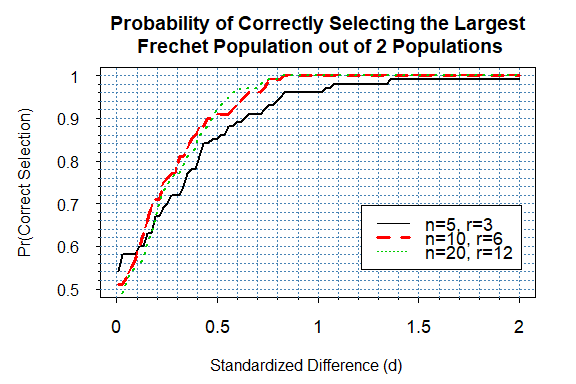 Probability of Correctly Selecting the Largest
Frechet Population out of 2 Populations
Pr(Correct Selection)
1
0.9
0.8
0.7
0.6
0.5
n=5, r=3
n=10, r=6
n=20, r=12
0 0.5 1 1.5 2
Standardized Difference (d)